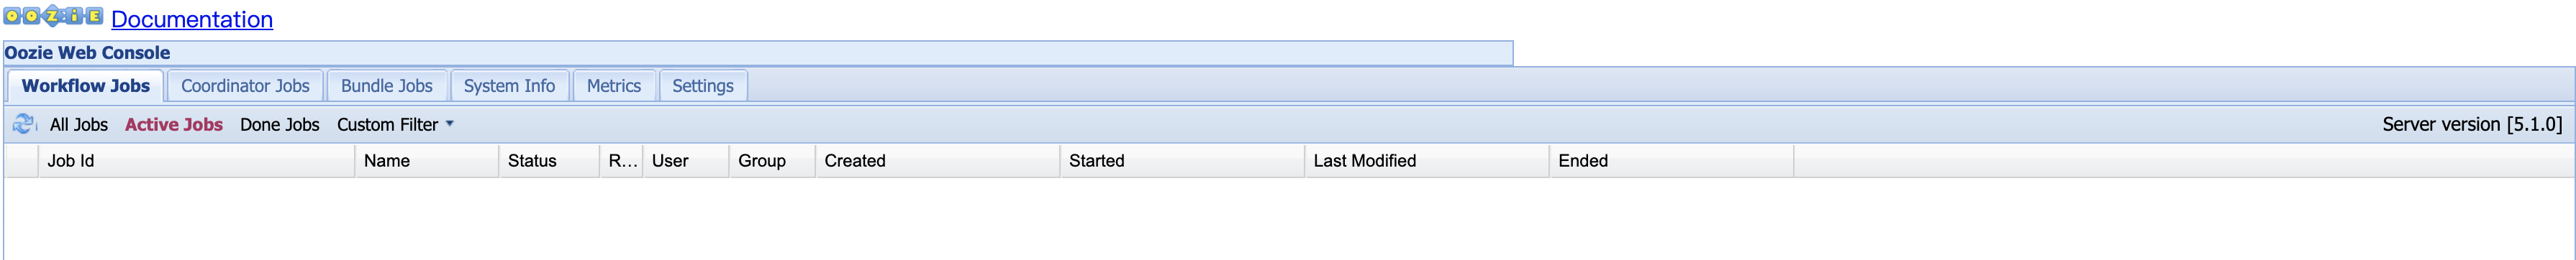 OOZIE Documentation
Oozie Web Console
Workflow Jobs Coordinator Jobs Bundle Jobs System Info Metrics Settings
All Jobs Active Jobs Done Jobs Custom Filter Server version [5.1.0]
Job Id Name Status R... User Group Created Started Last Modified Ended